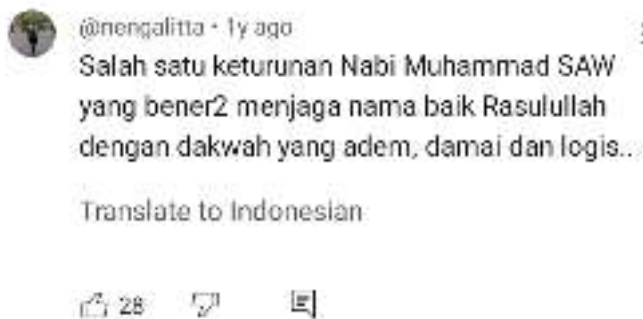 @nengalitta · 1y ago
Salah satu keturunan Nabi Muhammad SAW
yang bener2 menjaga nama baik Rasulullah
dengan dakwah yang adem, damai dan logis..
Translate to Indonesian
28